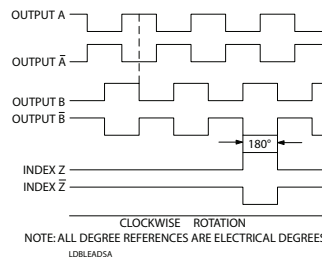 OUTPUT A
OUTPUT A̅
OUTPUT B
OUTPUT B̅
180°
INDEX Z
INDEX Z̅
CLOCKWISE ROTATION
NOTE: ALL DEGREE REFERENCES ARE ELECTRICAL DEGREES
LDBLEADSA